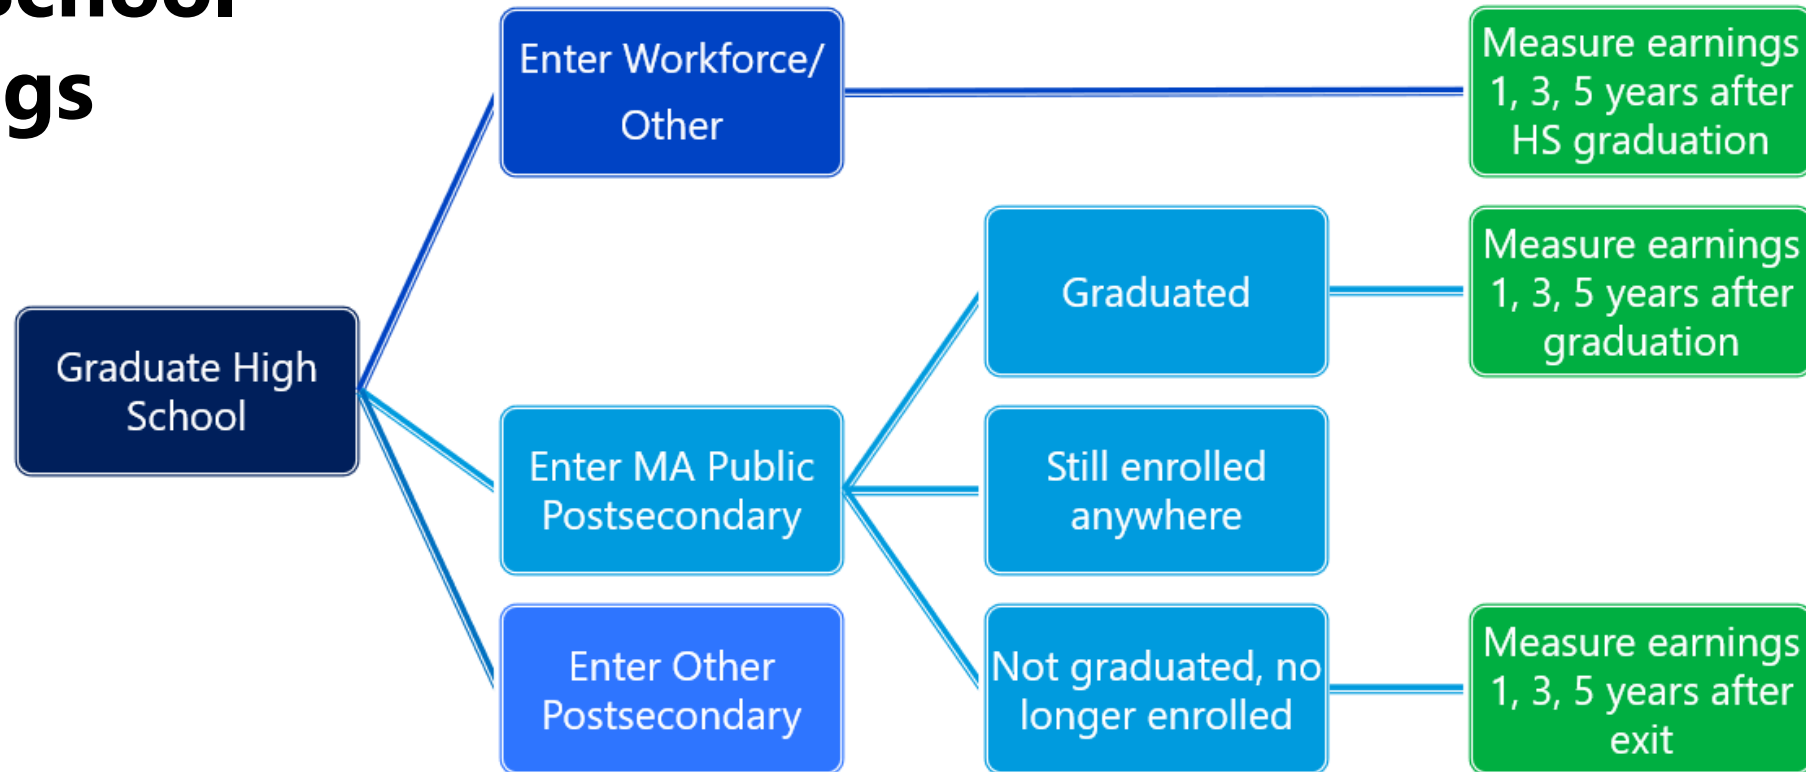 gs
Enter Workforce/
Other
Measure earnings
1, 3, 5 years after
HS graduation
Graduated
Measure earnings
1, 3, 5 years after
graduation
Graduate High
School
Enter MA Public
Postsecondary
Still enrolled
anywhere
Enter Other
Postsecondary
Not graduated, no
longer enrolled
Measure earnings
1, 3, 5 years after
exit